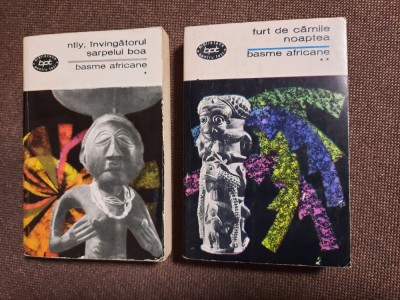 ntiy, învingătorul
șarpelui boa
bpt
basme africane
*
furt de cămile
noaptea
bpt
basme africane
**